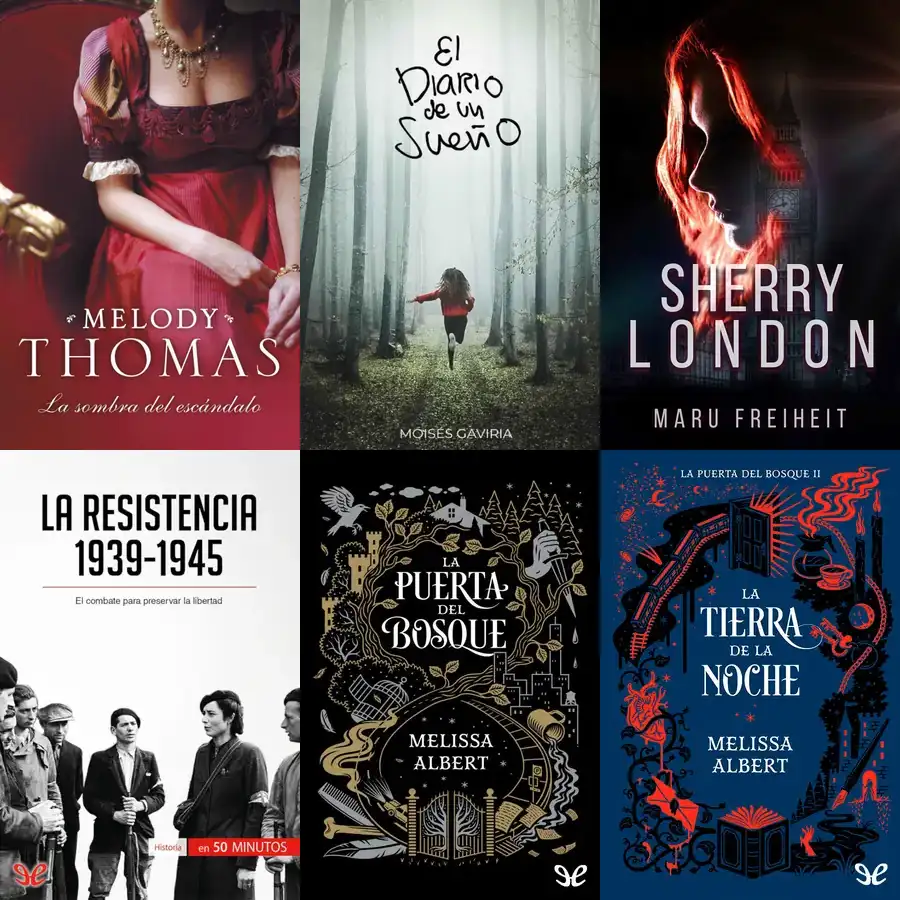 MELODY
THOMAS
La sombra del escándalo
El
Diario
de un
Sueño
MOISÉS GAVIRIA
SHERRY
LONDON
MARU FREIHEIT
LA RESISTENCIA
1939-1945
El combate para preservar la libertad
Historia en 50 MINUTOS
LA
PUERTA
DEL
BOSQUE
MELISSA
ALBERT
LA PUERTA DEL BOSQUE II
LA
TIERRA
DE LA
NOCHE
MELISSA
ALBERT